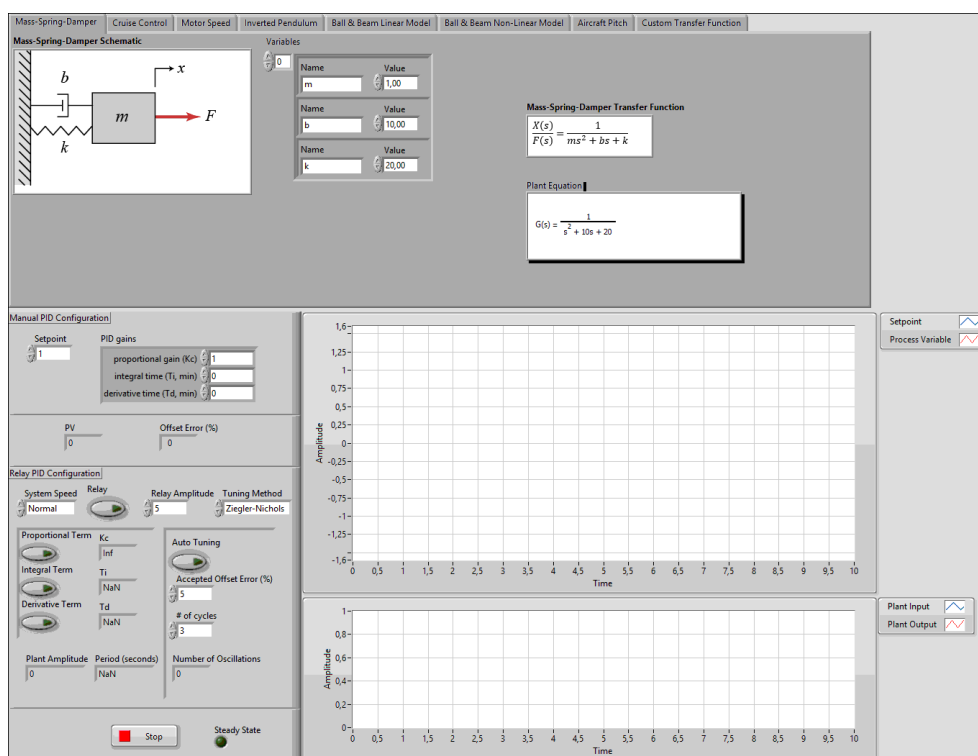 Mass-Spring-Damper Cruise Control Motor Speed Inverted Pendulum Ball & Beam Linear Model Ball & Beam Non-Linear Model Aircraft Pitch Custom Transfer Function
Mass-Spring-Damper Schematic
b
x
m
F
k
Variables
0
Name Value
m 1,00
Name Value
b 10,00
Name Value
k 20,00
Mass-Spring-Damper Transfer Function
X(s)/F(s) = 1/(ms² + bs + k)
Plant Equation
G(s) = 1/(s² + 10s + 20)
Manual PID Configuration
Setpoint
1
PID gains
proportional gain (Kc) 1
integral time (Ti, min) 0
derivative time (Td, min) 0
PV Offset Error (%)
0 0
Relay PID Configuration
System Speed Relay Relay Amplitude Tuning Method
Normal 5 Ziegler-Nichols
Proportional Term Kc
Inf
Integral Term Ti
NaN
Derivative Term Td
NaN
Plant Amplitude Period (seconds)
0 NaN
Auto Tuning
Accepted Offset Error (%)
5
# of cycles
3
Number of Oscillations
0
Stop
Steady State
Amplitude
1,6
1,25
1
0,75
0,5
0,25
0
-0,25
-0,5
-0,75
-1
-1,25
-1,6
0 0,5 1 1,5 2 2,5 3 3,5 4 4,5 5 5,5 6 6,5 7 7,5 8 8,5 9 9,5 10
Time
Setpoint
Process Variable
Amplitude
1
0,8
0,6
0,4
0,2
0
0 0,5 1 1,5 2 2,5 3 3,5 4 4,5 5 5,5 6 6,5 7 7,5 8 8,5 9 9,5 10
Time
Plant Input
Plant Output